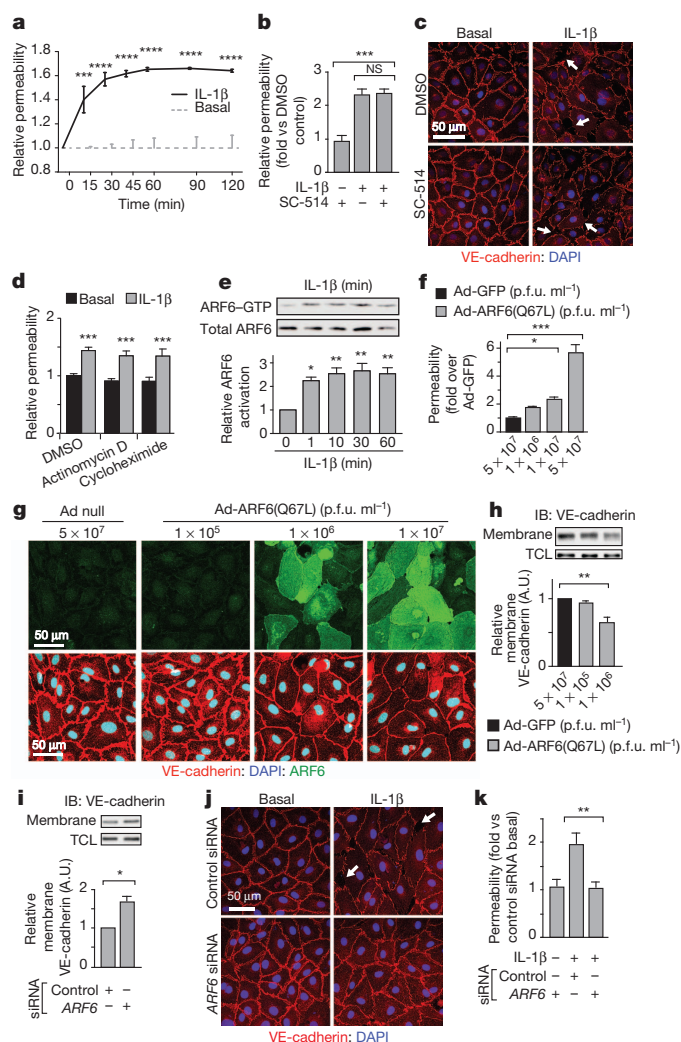 a
Relative permeability
1.8
1.6
1.4
1.2
1.0
0.8
*** **** **** **** **** ****
IL-1β
Basal
0 15 30 45 60 90 120
Time (min)
b
Relative permeability
(fold vs DMSO
control)
3
2
1
0
***
NS
IL-1β – + +
SC-514 + – +
c
Basal IL-1β
DMSO
50 µm
SC-514
VE-cadherin: DAPI
d
Basal IL-1β
Relative permeability
2
1
0
*** *** ***
DMSO
Actinomycin D
Cycloheximide
e
IL-1β (min)
ARF6–GTP
Total ARF6
Relative ARF6
activation
4
3
2
1
0
* ** ** **
0 1 10 30 60
IL-1β (min)
f
Ad-GFP (p.f.u. ml⁻¹)
Ad-ARF6(Q67L) (p.f.u. ml⁻¹)
Permeability
(fold over
Ad-GFP)
8
6
4
2
0
***
*
5 × 10⁷
1 × 10⁶
1 × 10⁷
5 × 10⁷
g
Ad null Ad-ARF6(Q67L) (p.f.u. ml⁻¹)
5 × 10⁷ 1 × 10⁵ 1 × 10⁶ 1 × 10⁷
50 µm
50 µm
VE-cadherin: DAPI: ARF6
h
IB: VE-cadherin
Membrane
TCL
Relative
membrane
VE-cadherin (A.U.)
1
0
**
5 × 10⁷
1 × 10⁵
1 × 10⁶
Ad-GFP (p.f.u. ml⁻¹)
Ad-ARF6(Q67L) (p.f.u. ml⁻¹)
i
IB: VE-cadherin
Membrane
TCL
Relative
membrane
VE-cadherin (A.U.)
2
1
0
*
siRNA
Control + –
ARF6 – +
j
Basal IL-1β
Control siRNA
50 µm
ARF6 siRNA
VE-cadherin: DAPI
k
Permeability (fold vs
control siRNA basal)
3
2
1
0
**
IL-1β – + +
siRNA
Control – + –
ARF6 + – +